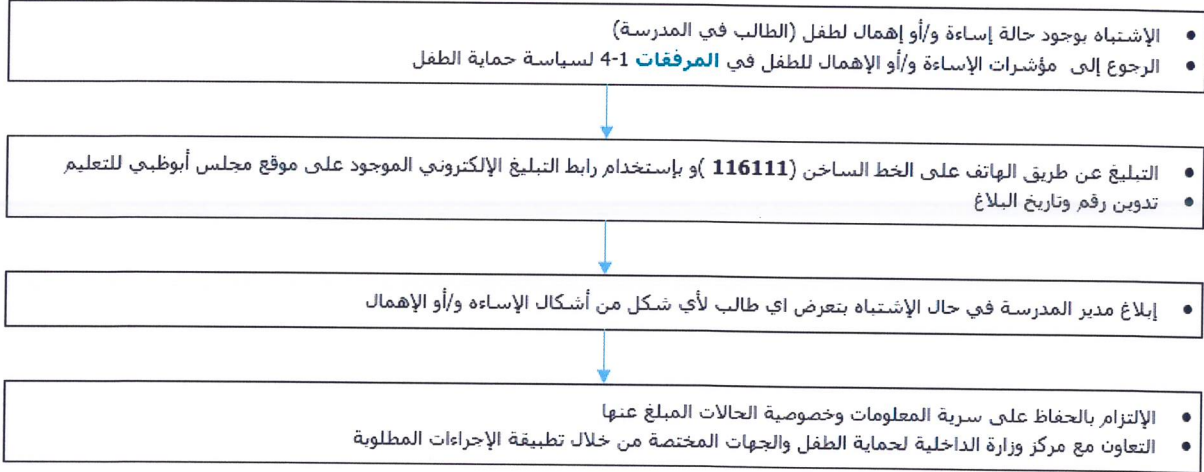 • الإشتباه بوجود حالة إساءة و/أو إهمال لطفل (الطالب في المدرسة)
• الرجوع إلى مؤشرات الإساءة و/أو الإهمال للطفل في المرفقات 1-4 لسياسة حماية الطفل
• التبليغ عن طريق الهاتف على الخط الساخن (116111 )و بإستخدام رابط التبليغ الإلكتروني الموجود على موقع مجلس أبوظبي للتعليم
• تدوين رقم وتاريخ البلاغ
• إبلاغ مدير المدرسة في حال الإشتباه بتعرض اي طالب لأي شكل من أشكال الإساءه و/أو الإهمال
• الإلتزام بالحفاظ على سرية المعلومات وخصوصية الحالات المبلغ عنها
• التعاون مع مركز وزارة الداخلية لحماية الطفل والجهات المختصة من خلال تطبيقة الإجراءات المطلوبة